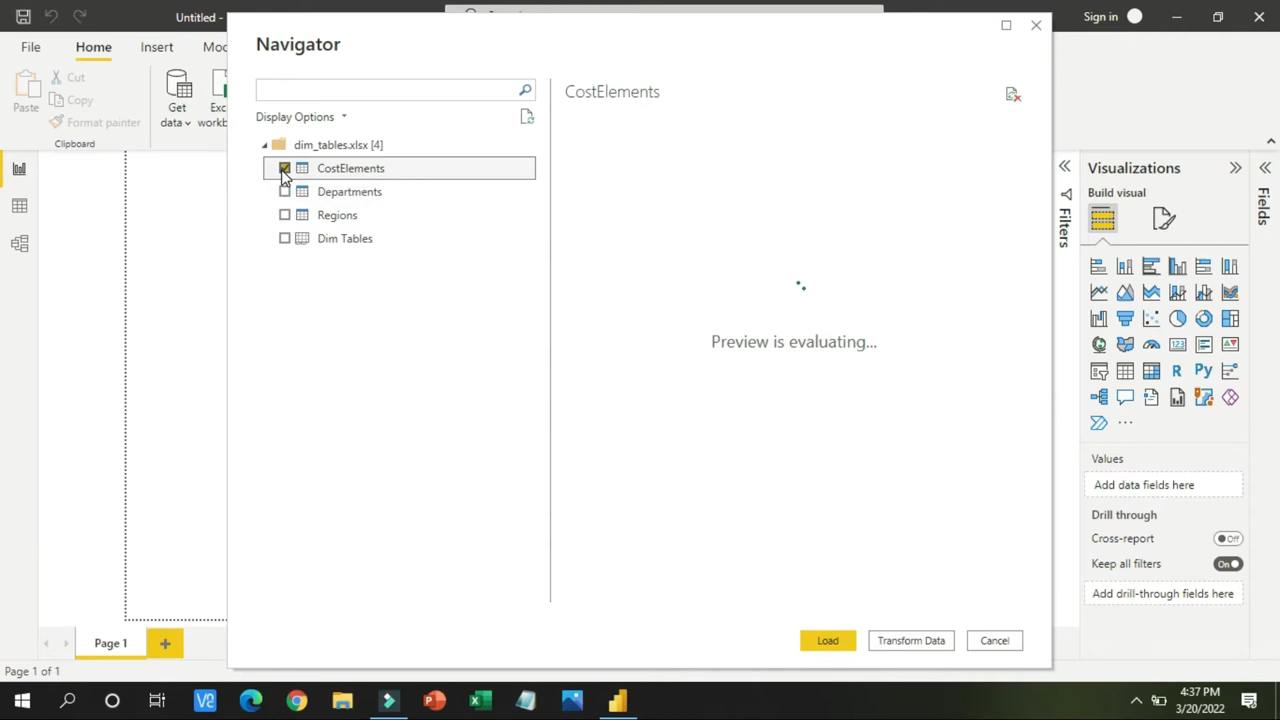 Untitled -
Sign in
File
Home
Insert
Mod
Paste
Cut
Copy
Format painter
Clipboard
Get
data
Exc
workb
Navigator
Display Options
dim_tables.xlsx [4]
CostElements
Departments
Regions
Dim Tables
CostElements
Preview is evaluating...
Load
Transform Data
Cancel
Filters
Visualizations
Build visual
R
Py
123
Values
Add data fields here
Drill through
Cross-report
Off
Keep all filters
On
Add drill-through fields here
Fields
Page 1
Page 1 of 1
4:37 PM
3/20/2022